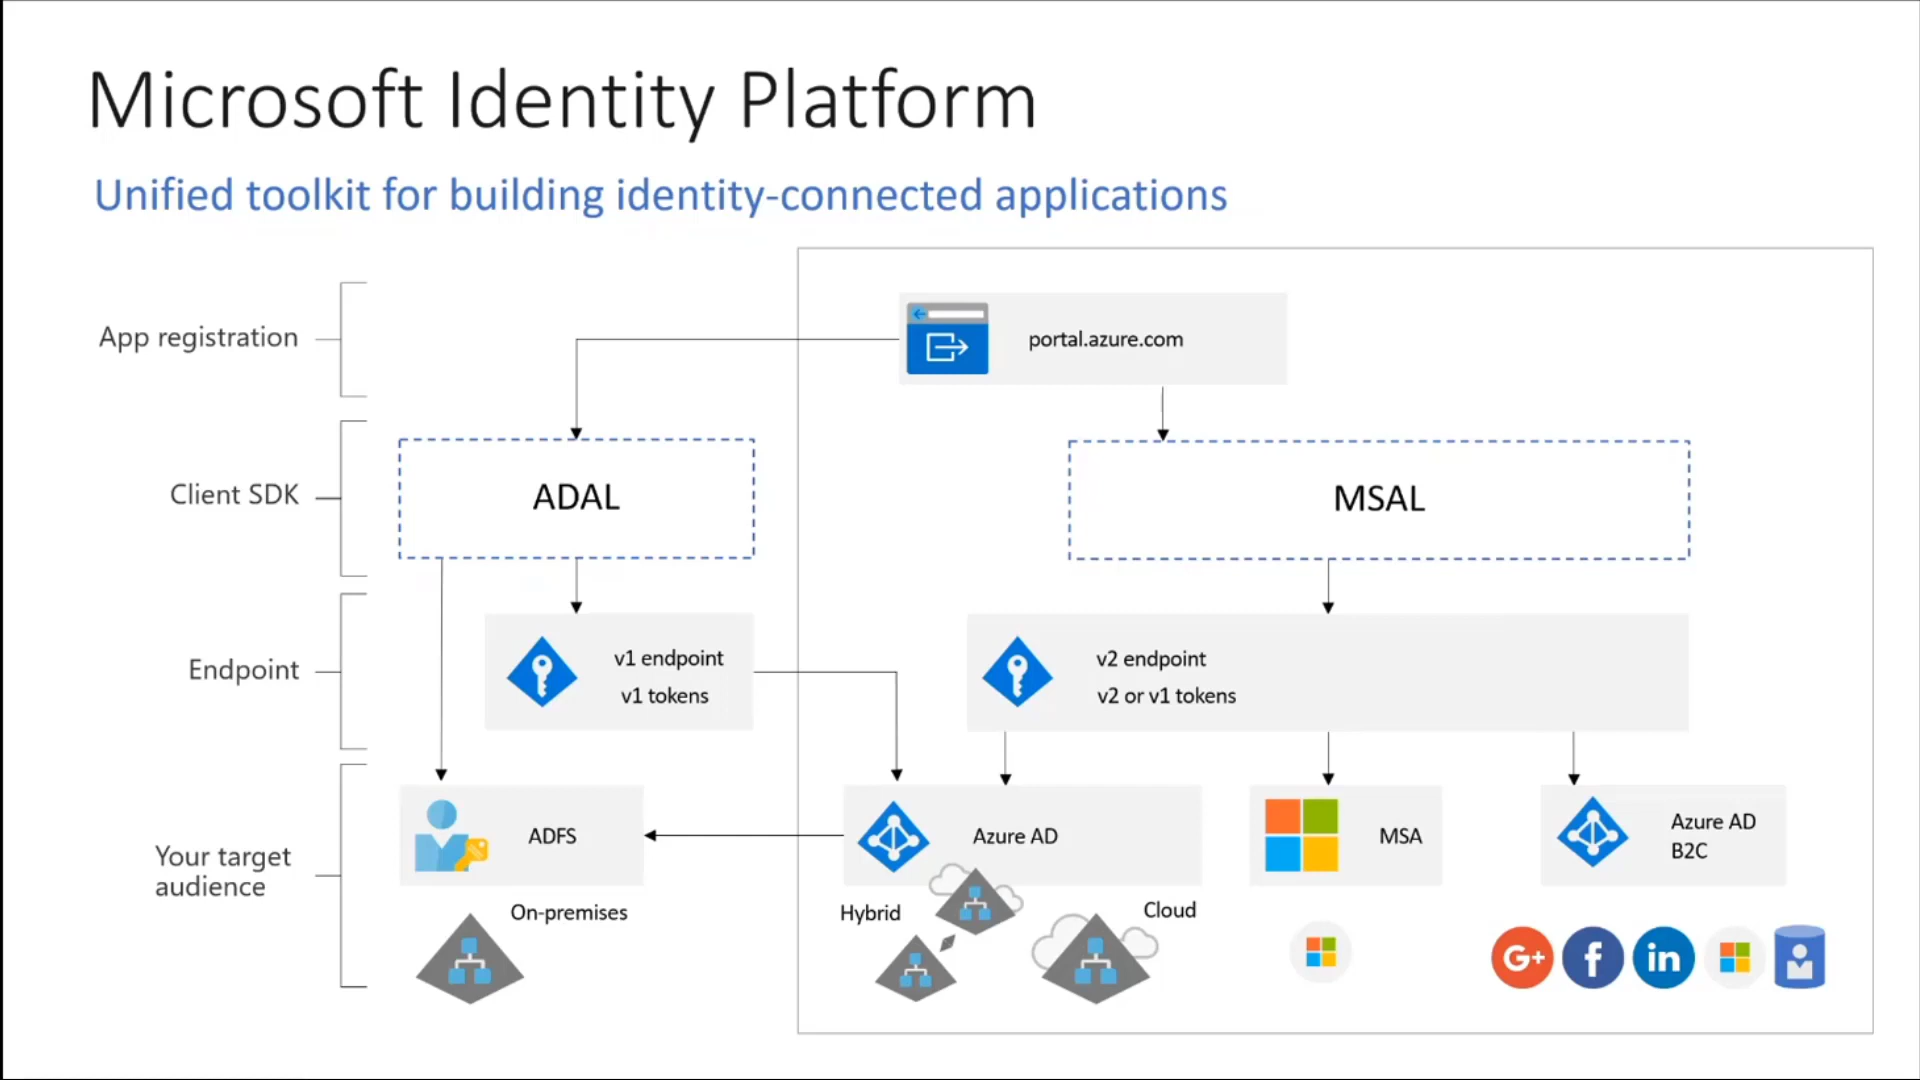 Microsoft Identity Platform
Unified toolkit for building identity-connected applications
App registration
portal.azure.com
Client SDK
ADAL
MSAL
Endpoint
v1 endpoint
v1 tokens
v2 endpoint
v2 or v1 tokens
Your target
audience
ADFS
Azure AD
MSA
Azure AD
B2C
On-premises
Hybrid
Cloud
G+
f
in